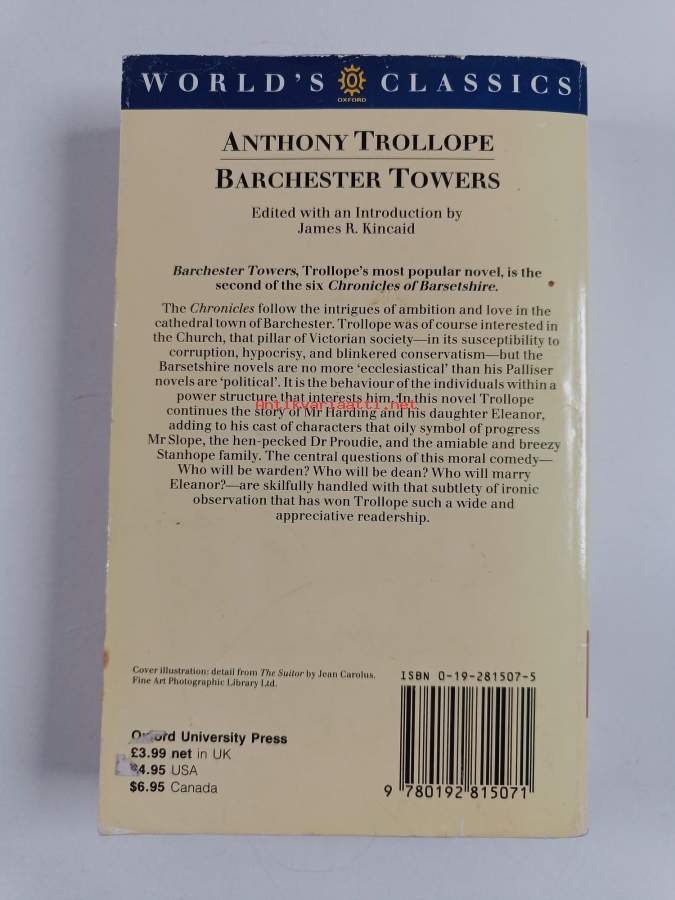 WORLD'S CLASSICS
OXFORD
ANTHONY TROLLOPE
BARCHESTER TOWERS
Edited with an Introduction by
James R. Kincaid
Barchester Towers, Trollope's most popular novel, is the
second of the six Chronicles of Barsetshire.
The Chronicles follow the intrigues of ambition and love in the
cathedral town of Barchester. Trollope was of course interested in
the Church, that pillar of Victorian society—in its susceptibility to
corruption, hypocrisy, and blinkered conservatism—but the
Barsetshire novels are no more 'ecclesiastical' than his Palliser
novels are 'political'. It is the behaviour of the individuals within a
power structure that interests him. In this novel Trollope
Antikvariaatti.net
continues the story of Mr Harding and his daughter Eleanor,
adding to his cast of characters that oily symbol of progress
Mr Slope, the hen-pecked Dr Proudie, and the amiable and breezy
Stanhope family. The central questions of this moral comedy—
Who will be warden? Who will be dean? Who will marry
Eleanor?—are skilfully handled with that subtlety of ironic
observation that has won Trollope such a wide and
appreciative readership.
Cover illustration: detail from The Suitor by Jean Carolus.
Fine Art Photographic Library Ltd.
ISBN 0-19-281507-5
Oxford University Press
£3.99 net in UK
$4.95 USA
$6.95 Canada
9 780192 815071